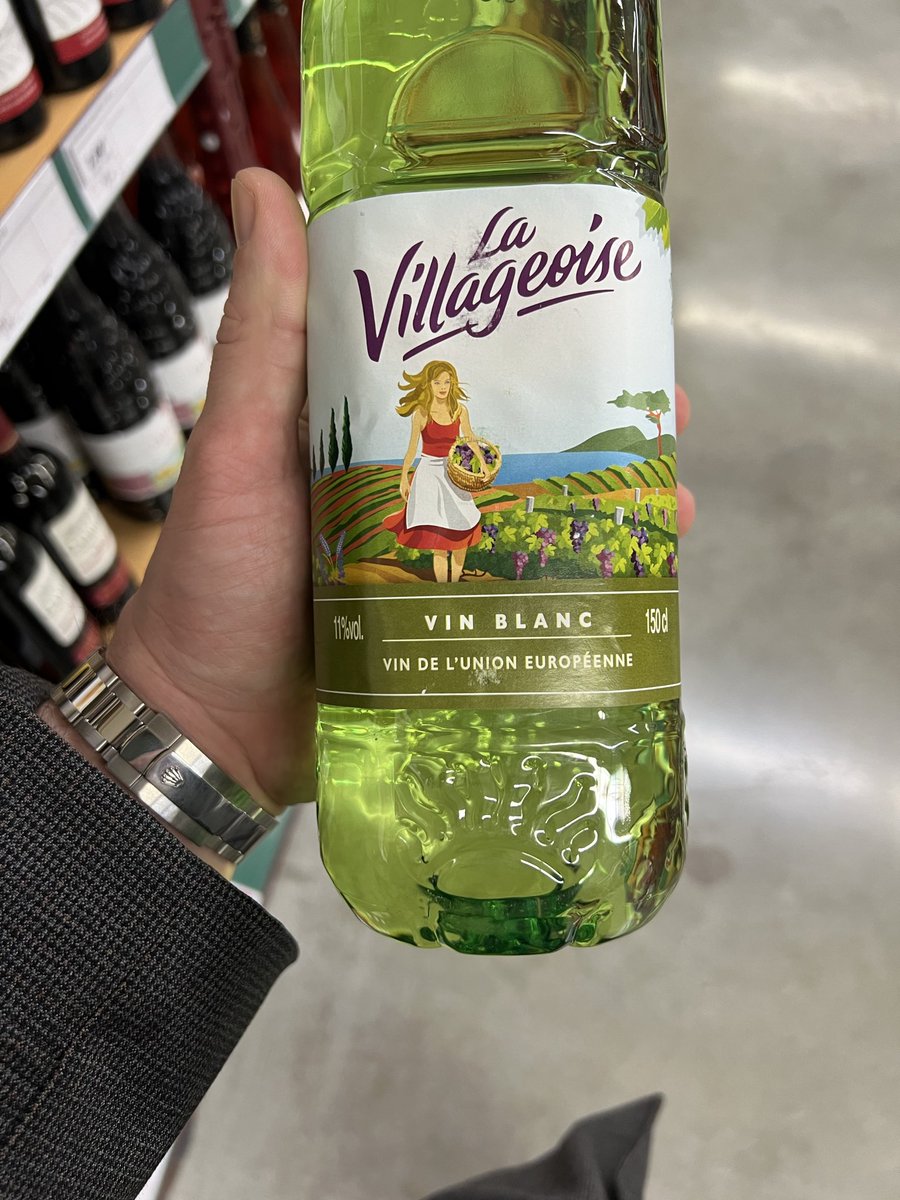 La
Villageoise
11%vol.
VIN BLANC
150 cl
VIN DE L'UNION EUROPÉENNE